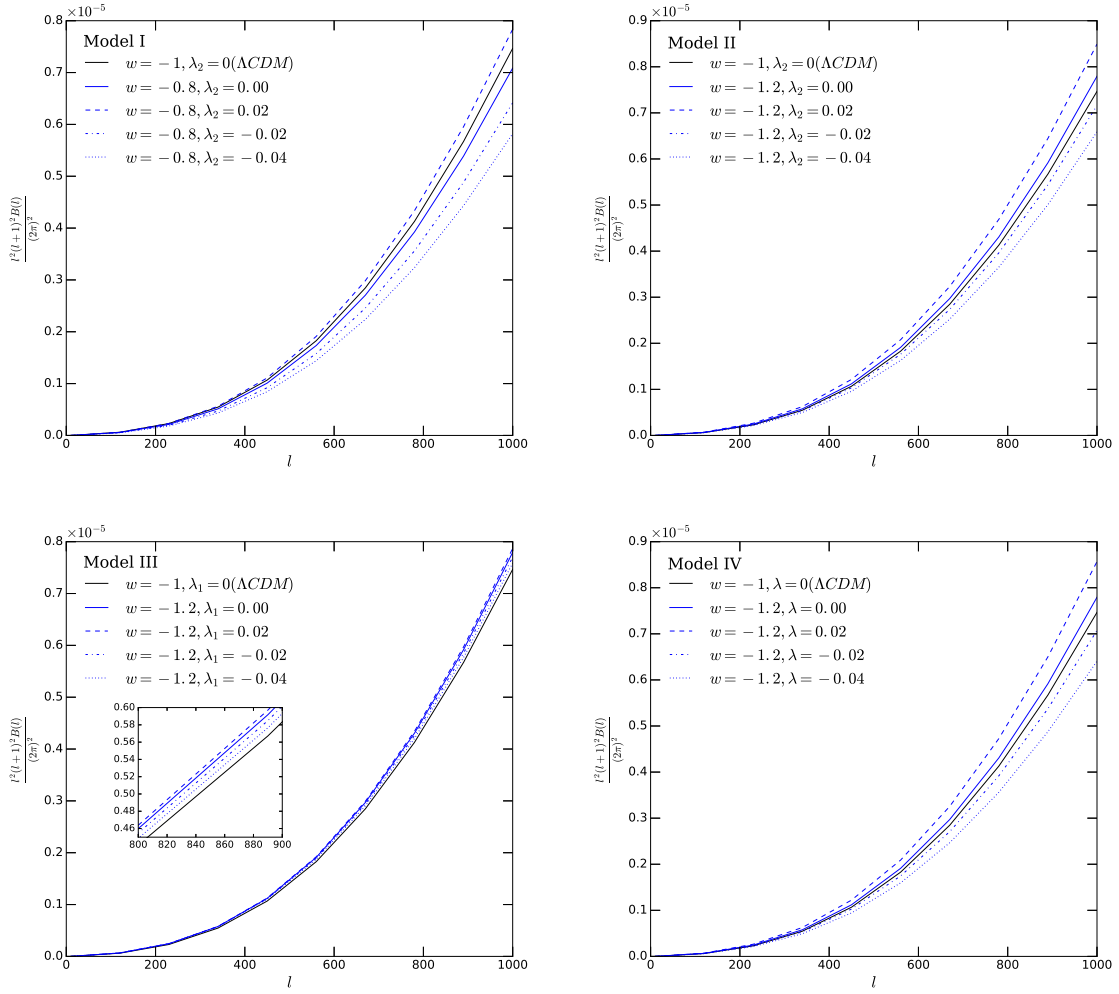 ×10⁻⁵
Model I
w = −1, λ₂ = 0(ΛCDM)
w = −0.8, λ₂ = 0.00
w = −0.8, λ₂ = 0.02
w = −0.8, λ₂ = −0.02
w = −0.8, λ₂ = −0.04
0.8
0.7
0.6
0.5
0.4
0.3
0.2
0.1
0.0
l²(l+1)²B(l)
(2π)²
0 200 400 600 800 1000
l
×10⁻⁵
Model II
w = −1, λ₂ = 0(ΛCDM)
w = −1.2, λ₂ = 0.00
w = −1.2, λ₂ = 0.02
w = −1.2, λ₂ = −0.02
w = −1.2, λ₂ = −0.04
0.9
0.8
0.7
0.6
0.5
0.4
0.3
0.2
0.1
0.0
l²(l+1)²B(l)
(2π)²
0 200 400 600 800 1000
l
×10⁻⁵
Model III
w = −1, λ₁ = 0(ΛCDM)
w = −1.2, λ₁ = 0.00
w = −1.2, λ₁ = 0.02
w = −1.2, λ₁ = −0.02
w = −1.2, λ₁ = −0.04
0.8
0.7
0.6
0.5
0.4
0.3
0.2
0.1
0.0
l²(l+1)²B(l)
(2π)²
0.60
0.58
0.56
0.54
0.52
0.50
0.48
0.46
800 820 840 860 880 900
0 200 400 600 800 1000
l
×10⁻⁵
Model IV
w = −1, λ = 0(ΛCDM)
w = −1.2, λ = 0.00
w = −1.2, λ = 0.02
w = −1.2, λ = −0.02
w = −1.2, λ = −0.04
0.9
0.8
0.7
0.6
0.5
0.4
0.3
0.2
0.1
0.0
l²(l+1)²B(l)
(2π)²
0 200 400 600 800 1000
l